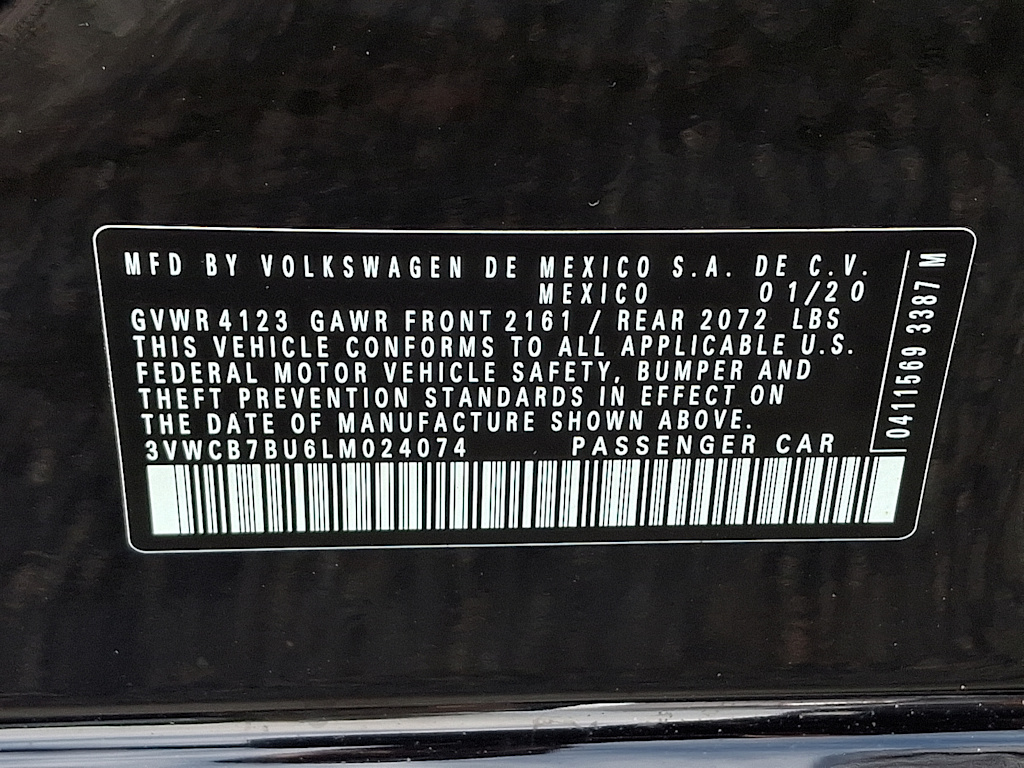 MFD BY VOLKSWAGEN DE MEXICO S.A. DE C.V.
MEXICO 01/20
GVWR 4123 GAWR FRONT 2161 / REAR 2072 LBS
THIS VEHICLE CONFORMS TO ALL APPLICABLE U.S.
FEDERAL MOTOR VEHICLE SAFETY, BUMPER AND
THEFT PREVENTION STANDARDS IN EFFECT ON
THE DATE OF MANUFACTURE SHOWN ABOVE.
3VWCB7BU6LM024074 PASSENGER CAR
0411569 3387 M